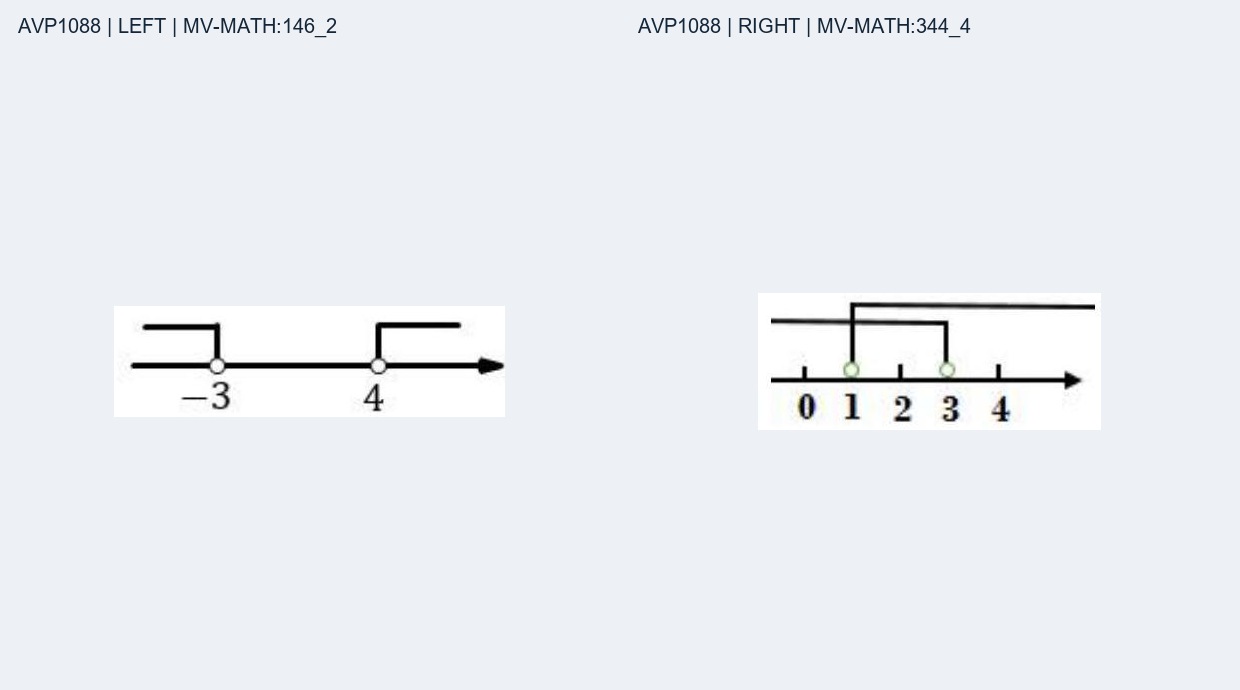 AVP1088 | LEFT | MV-MATH:146_2
AVP1088 | RIGHT | MV-MATH:344_4
−3 4
0 1 2 3 4